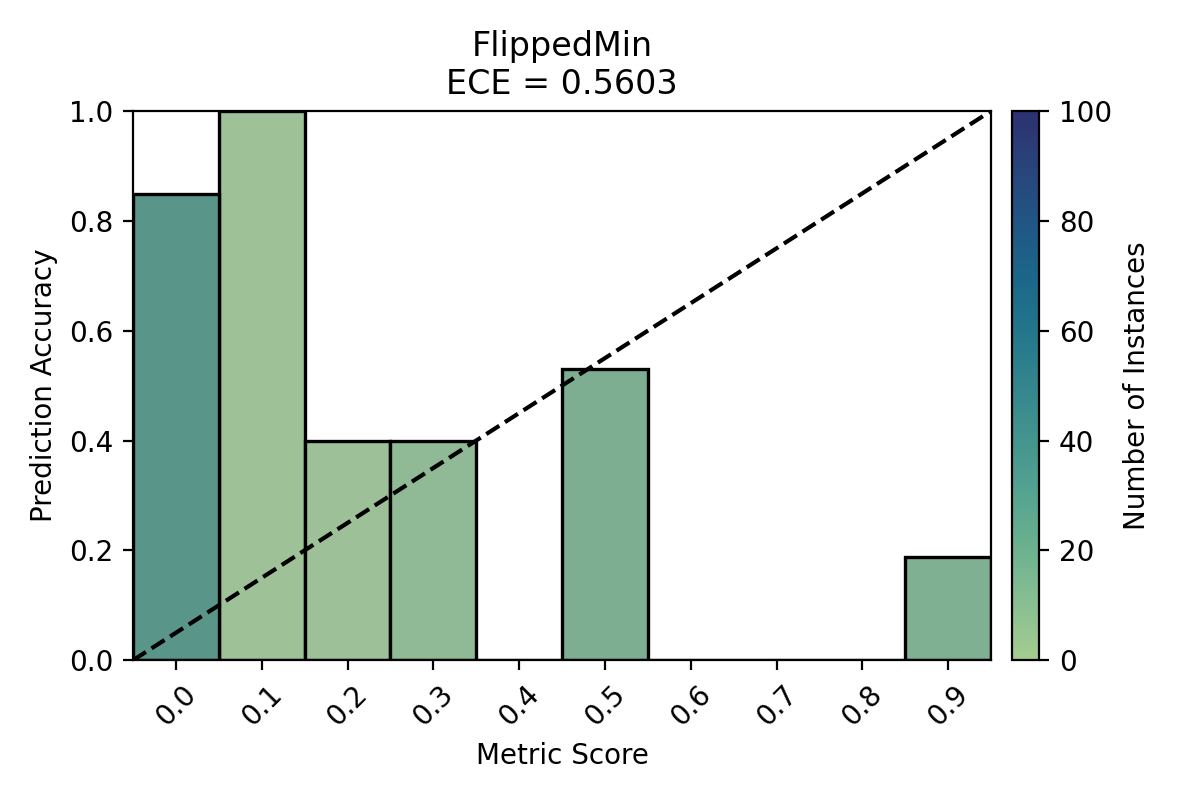 FlippedMin
ECE = 0.5603
Prediction Accuracy
1.0
0.8
0.6
0.4
0.2
0.0
0.0 0.1 0.2 0.3 0.4 0.5 0.6 0.7 0.8 0.9
Metric Score
100
80
60
40
20
0
Number of Instances